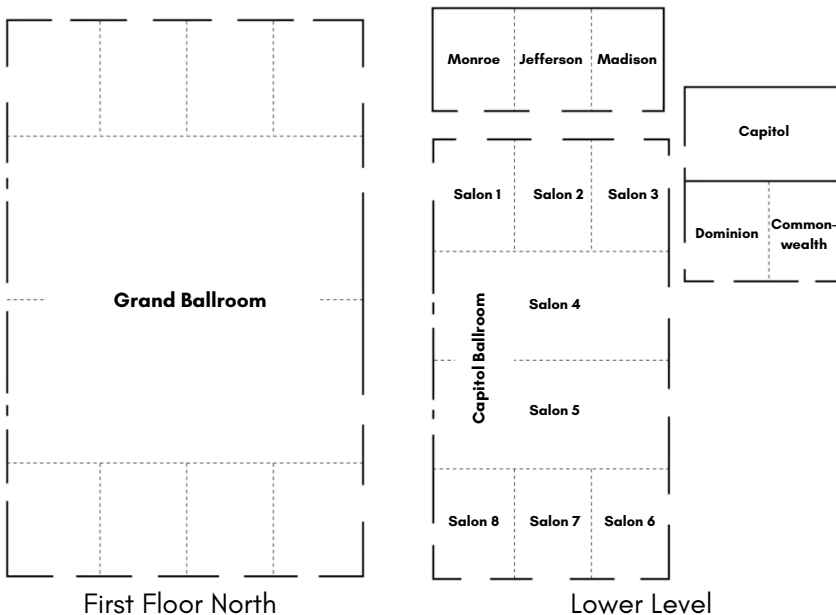 Monroe
Jefferson
Madison
Capitol
Salon 1
Salon 2
Salon 3
Dominion
Common-
wealth
Grand Ballroom
Salon 4
Capitol Ballroom
Salon 5
Salon 8
Salon 7
Salon 6
First Floor North
Lower Level